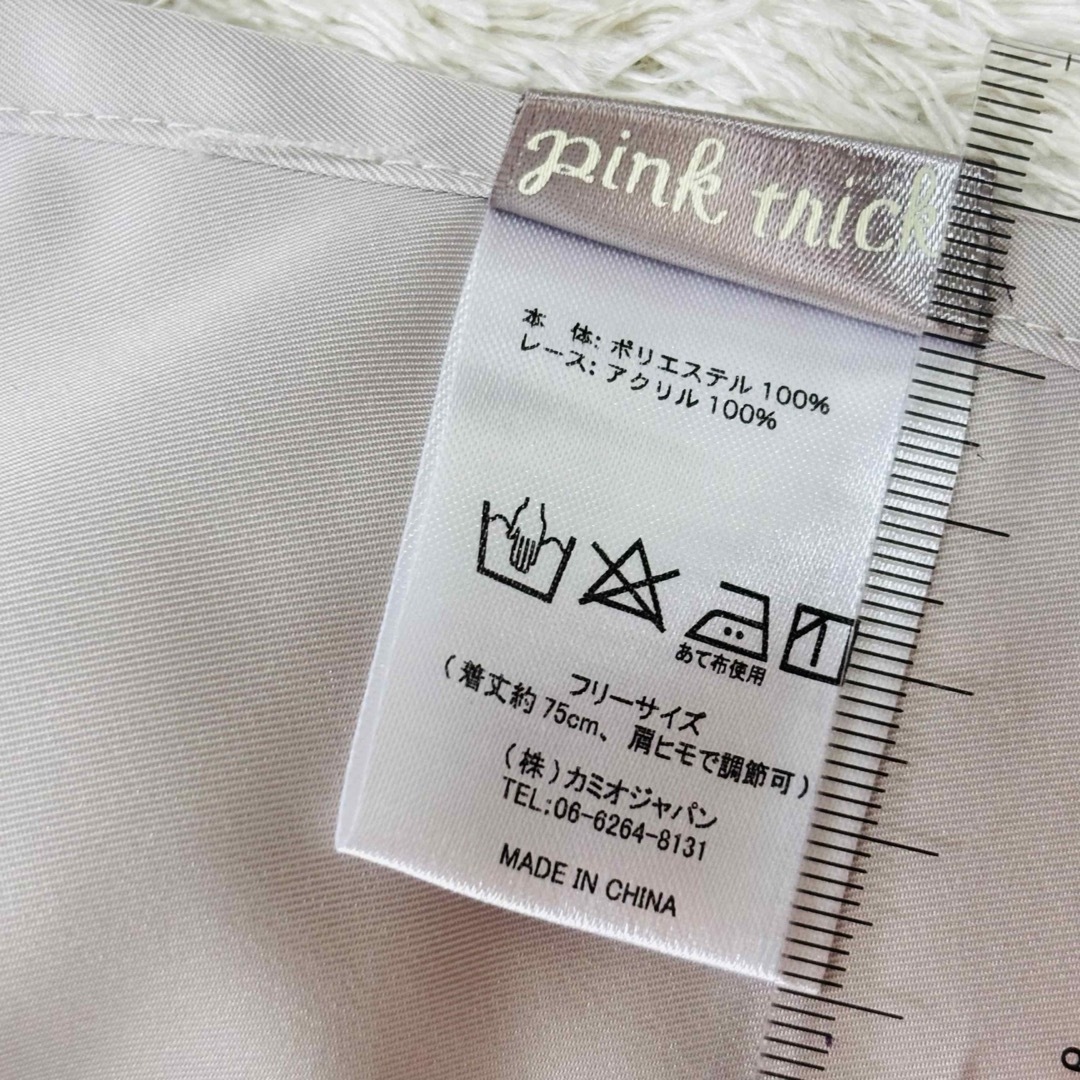 pink thick
本 体: ポリエステル 100%
レース: アクリル 100%
あて布使用
フリーサイズ
(着丈約 75cm、肩ヒモで調節可)
(株)カミオジャパン
TEL:06-6264-8131
MADE IN CHINA